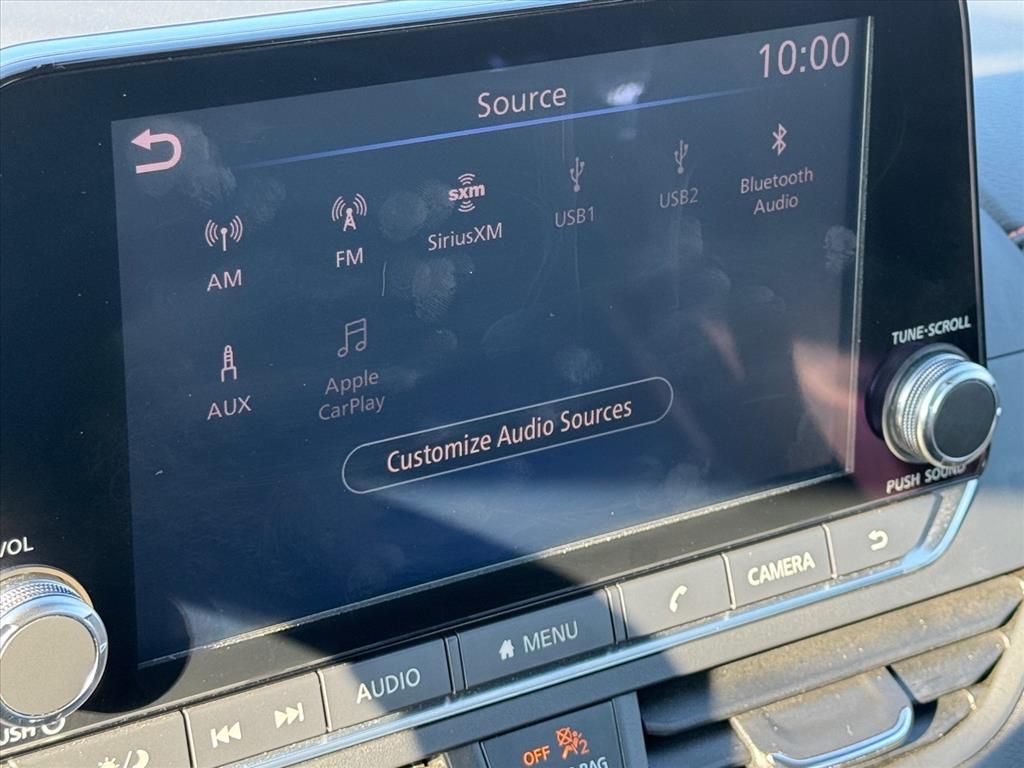 10:00
Source
AM
FM
sxm
SiriusXM
USB1
USB2
Bluetooth
Audio
AUX
Apple
CarPlay
Customize Audio Sources
TUNE·SCROLL
PUSH SOUND
VOL
CAMERA
MENU
AUDIO
OFF
2